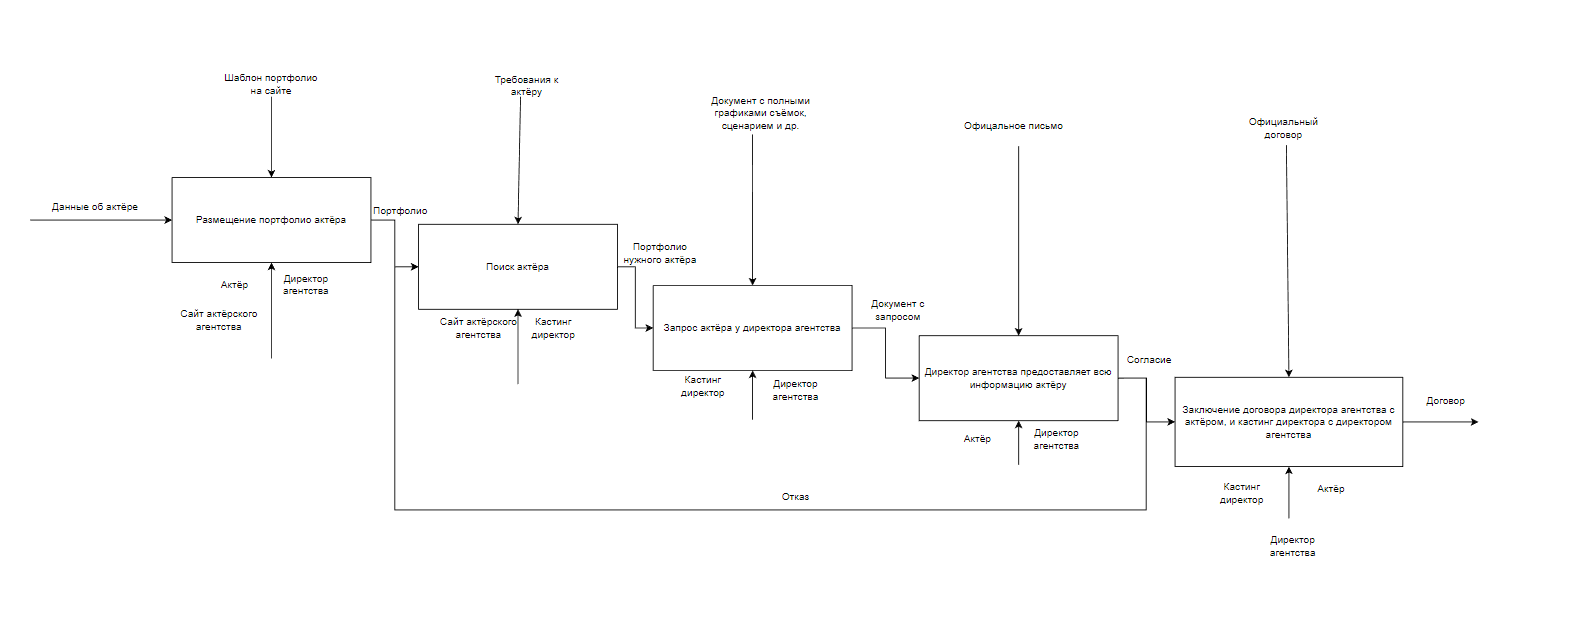 Шаблон портфолио
на сайте
Требования к
актёру
Документ с полными
графиками съёмок,
сценарием и др.
Офицальное письмо
Официальный
договор
Данные об актёре
Размещение портфолио актёра
Портфолио
Актёр
Директор
агентства
Сайт актёрского
агентства
Поиск актёра
Портфолио
нужного актёра
Сайт актёрского
агентства
Кастинг
директор
Запрос актёра у директора агентства
Документ с
запросом
Кастинг
директор
Директор
агентства
Директор агентства предоставляет всю
информацию актёру
Согласие
Актёр
Директор
агентства
Заключение договора директора агентства с
актёром, и кастинг директора с директором
агентства
Договор
Кастинг
директор
Актёр
Директор
агентства
Отказ